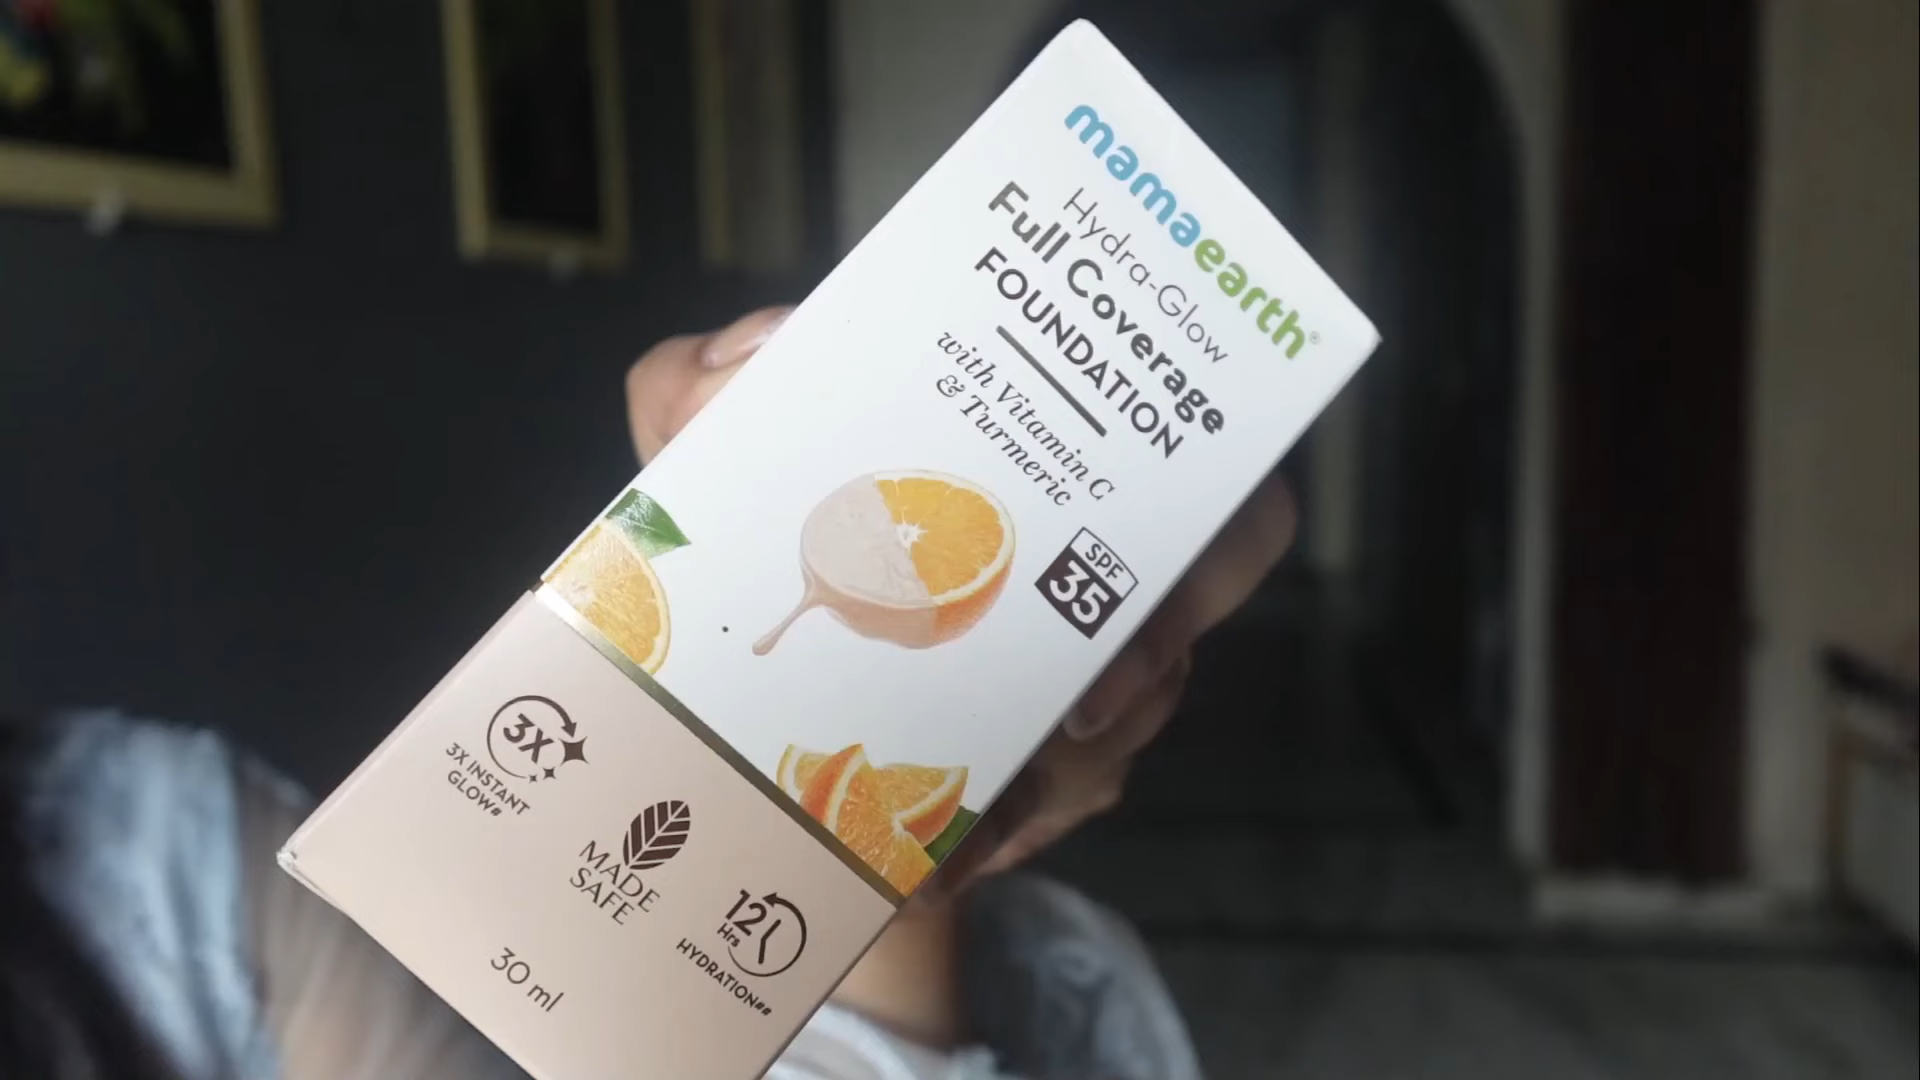 mamaearth®
Hydra-Glow
Full Coverage
FOUNDATION
with Vitamin C
& Turmeric
SPF
35
3X
3X INSTANT
GLOW#
MADE
SAFE
12
Hrs
HYDRATION##
30 ml